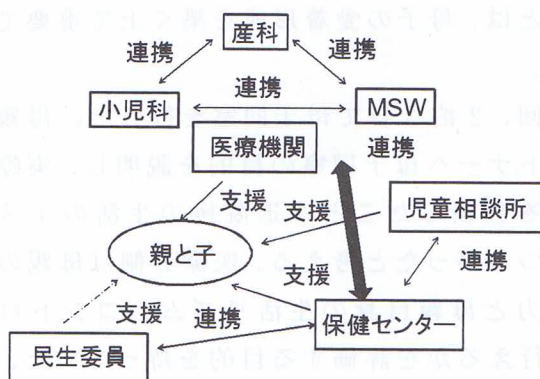 産科
連携
連携
連携
小児科
MSW
医療機関
連携
支援
支援
児童相談所
親と子
支援
連携
支援
連携
保健センター
民生委員